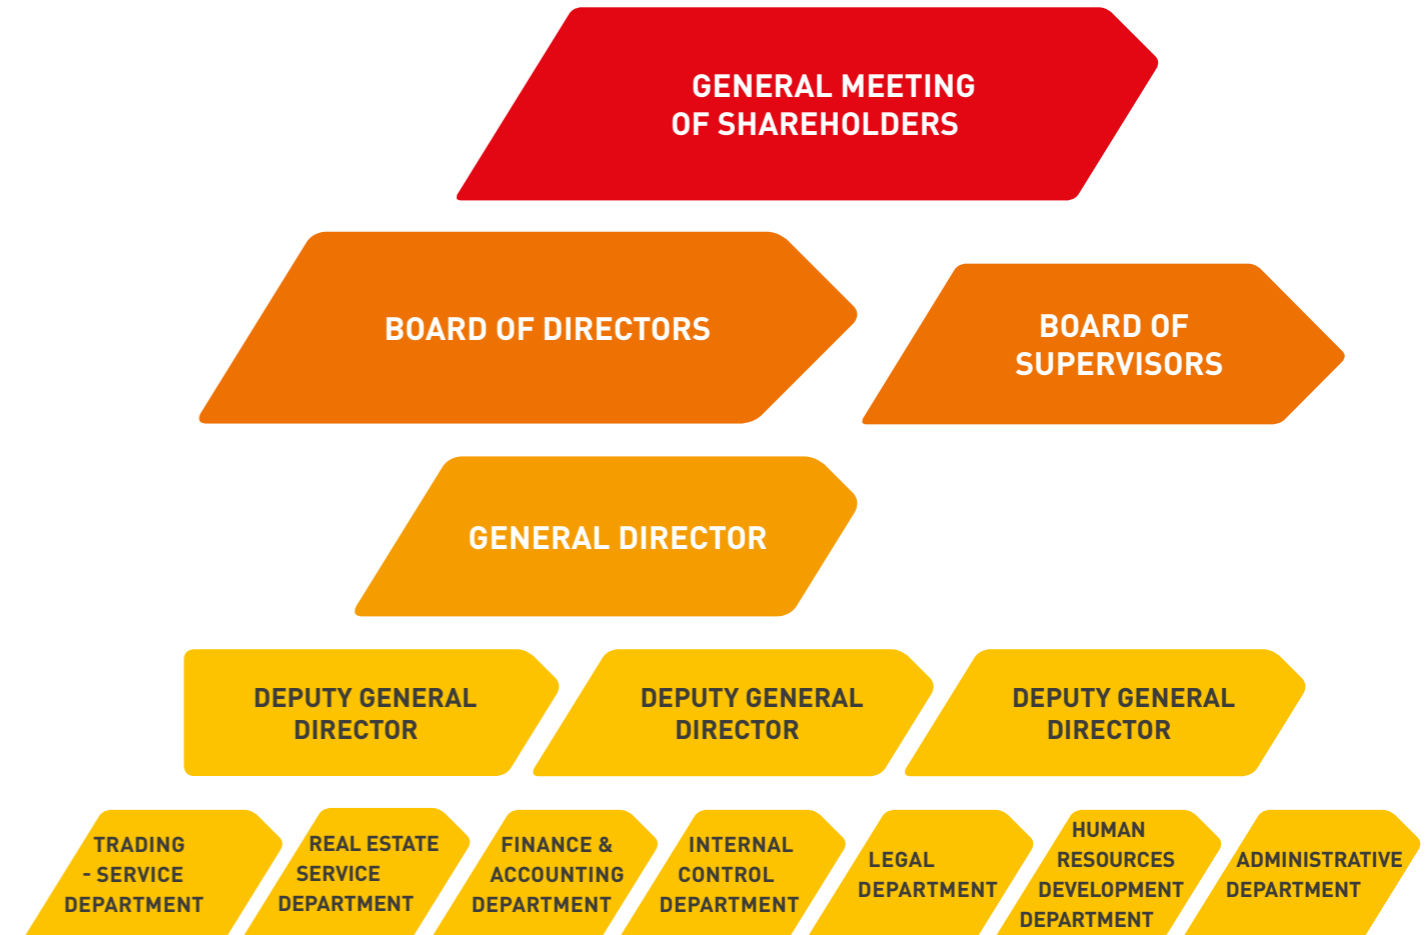 GENERAL MEETING
OF SHAREHOLDERS
BOARD OF DIRECTORS
BOARD OF
SUPERVISORS
GENERAL DIRECTOR
DEPUTY GENERAL
DIRECTOR
DEPUTY GENERAL
DIRECTOR
DEPUTY GENERAL
DIRECTOR
TRADING
- SERVICE
DEPARTMENT
REAL ESTATE
SERVICE
DEPARTMENT
FINANCE &
ACCOUNTING
DEPARTMENT
INTERNAL
CONTROL
DEPARTMENT
LEGAL
DEPARTMENT
HUMAN
RESOURCES
DEVELOPMENT
DEPARTMENT
ADMINISTRATIVE
DEPARTMENT